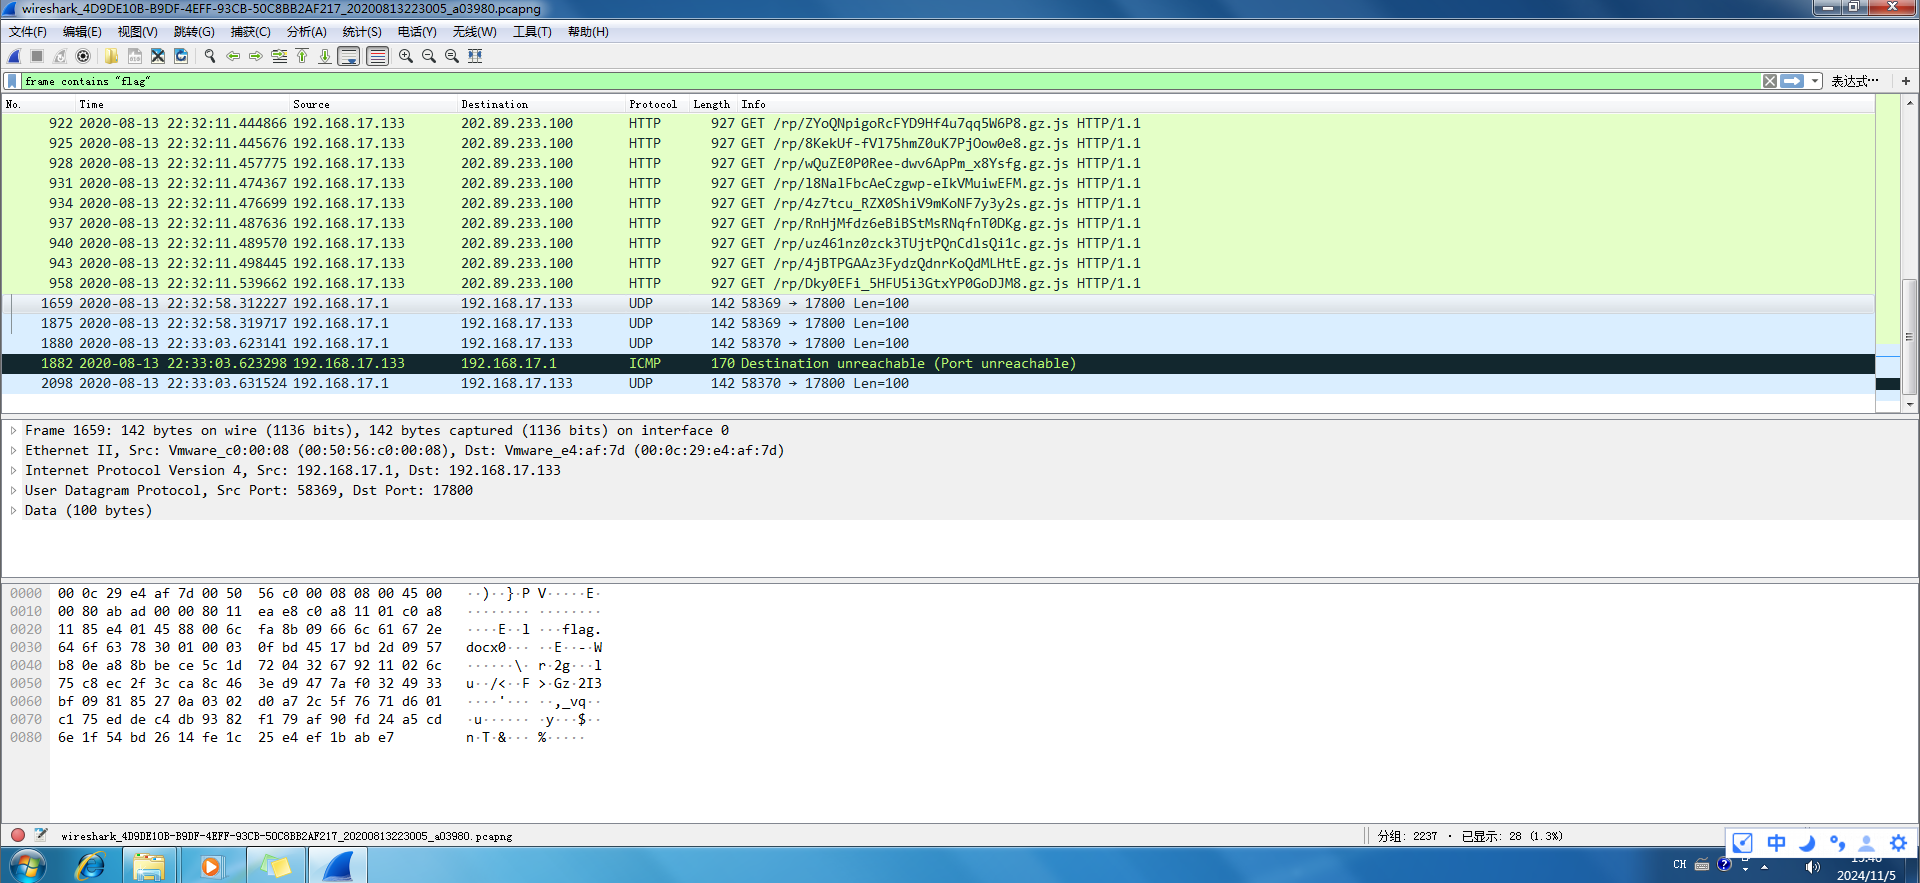 wireshark_4D9DE10B-B9DF-4EFF-93CB-50C8BB2AF217_20200813223005_a03980.pcapng
文件(F) 编辑(E) 视图(V) 跳转(G) 捕获(C) 分析(A) 统计(S) 电话(Y) 无线(W) 工具(T) 帮助(H)
frame contains "flag" 表达式… +
No. Time Source Destination Protocol Length Info
922 2020-08-13 22:32:11.444866 192.168.17.133 202.89.233.100 HTTP 927 GET /rp/ZYoQNpigoRcFYD9Hf4u7qq5W6P8.gz.js HTTP/1.1
925 2020-08-13 22:32:11.445676 192.168.17.133 202.89.233.100 HTTP 927 GET /rp/8KekUf-fVl75hmZ0uK7PjOow0e8.gz.js HTTP/1.1
928 2020-08-13 22:32:11.457775 192.168.17.133 202.89.233.100 HTTP 927 GET /rp/wQuZE0P0Ree-dwv6ApPm_x8Ysfg.gz.js HTTP/1.1
931 2020-08-13 22:32:11.474367 192.168.17.133 202.89.233.100 HTTP 927 GET /rp/l8NalFbcAeCzgwp-eIkVMuiwEFM.gz.js HTTP/1.1
934 2020-08-13 22:32:11.476699 192.168.17.133 202.89.233.100 HTTP 927 GET /rp/4z7tcu_RZX0ShiV9mKoNF7y3y2s.gz.js HTTP/1.1
937 2020-08-13 22:32:11.487636 192.168.17.133 202.89.233.100 HTTP 927 GET /rp/RnHjMfdz6eBiBStMsRNqfnT0DKg.gz.js HTTP/1.1
940 2020-08-13 22:32:11.489570 192.168.17.133 202.89.233.100 HTTP 927 GET /rp/uz461nz0zck3TUjtPQnCdlsQi1c.gz.js HTTP/1.1
943 2020-08-13 22:32:11.498445 192.168.17.133 202.89.233.100 HTTP 927 GET /rp/4jBTPGAAz3FydzQdnrKoQdMLHtE.gz.js HTTP/1.1
958 2020-08-13 22:32:11.539662 192.168.17.133 202.89.233.100 HTTP 927 GET /rp/Dky0EFi_5HFU5i3GtxYP0GoDJM8.gz.js HTTP/1.1
1659 2020-08-13 22:32:58.312227 192.168.17.1 192.168.17.133 UDP 142 58369 → 17800 Len=100
1875 2020-08-13 22:32:58.319717 192.168.17.1 192.168.17.133 UDP 142 58369 → 17800 Len=100
1880 2020-08-13 22:33:03.623141 192.168.17.1 192.168.17.133 UDP 142 58370 → 17800 Len=100
1882 2020-08-13 22:33:03.623298 192.168.17.133 192.168.17.1 ICMP 170 Destination unreachable (Port unreachable)
2098 2020-08-13 22:33:03.631524 192.168.17.1 192.168.17.133 UDP 142 58370 → 17800 Len=100
Frame 1659: 142 bytes on wire (1136 bits), 142 bytes captured (1136 bits) on interface 0
Ethernet II, Src: Vmware_c0:00:08 (00:50:56:c0:00:08), Dst: Vmware_e4:af:7d (00:0c:29:e4:af:7d)
Internet Protocol Version 4, Src: 192.168.17.1, Dst: 192.168.17.133
User Datagram Protocol, Src Port: 58369, Dst Port: 17800
Data (100 bytes)
0000 00 0c 29 e4 af 7d 00 50 56 c0 00 08 08 00 45 00 ··)··}·P V·····E·
0010 00 80 ab ad 00 00 80 11 ea e8 c0 a8 11 01 c0 a8 ········ ········
0020 11 85 e4 01 45 88 00 6c fa 8b 09 66 6c 61 67 2e ····E··l ···flag.
0030 64 6f 63 78 30 01 00 03 0f bd 45 17 bd 2d 09 57 docx0··· ··E··-·W
0040 b8 0e a8 8b be ce 5c 1d 72 04 32 67 92 11 02 6c ······\· r·2g···l
0050 75 c8 ec 2f 3c ca 8c 46 3e d9 47 7a f0 32 49 33 u··/<··F >·Gz·2I3
0060 bf 09 81 85 27 0a 03 02 d0 a7 2c 5f 76 71 d6 01 ····'··· ··,_vq··
0070 c1 75 ed de c4 db 93 82 f1 79 af 90 fd 24 a5 cd ·u······ ·y···$··
0080 6e 1f 54 bd 26 14 fe 1c 25 e4 ef 1b ab e7 n·T·&··· %·····
wireshark_4D9DE10B-B9DF-4EFF-93CB-50C8BB2AF217_20200813223005_a03980.pcapng 分组: 2237 · 已显示: 28 (1.3%)
中
CH
2024/11/5